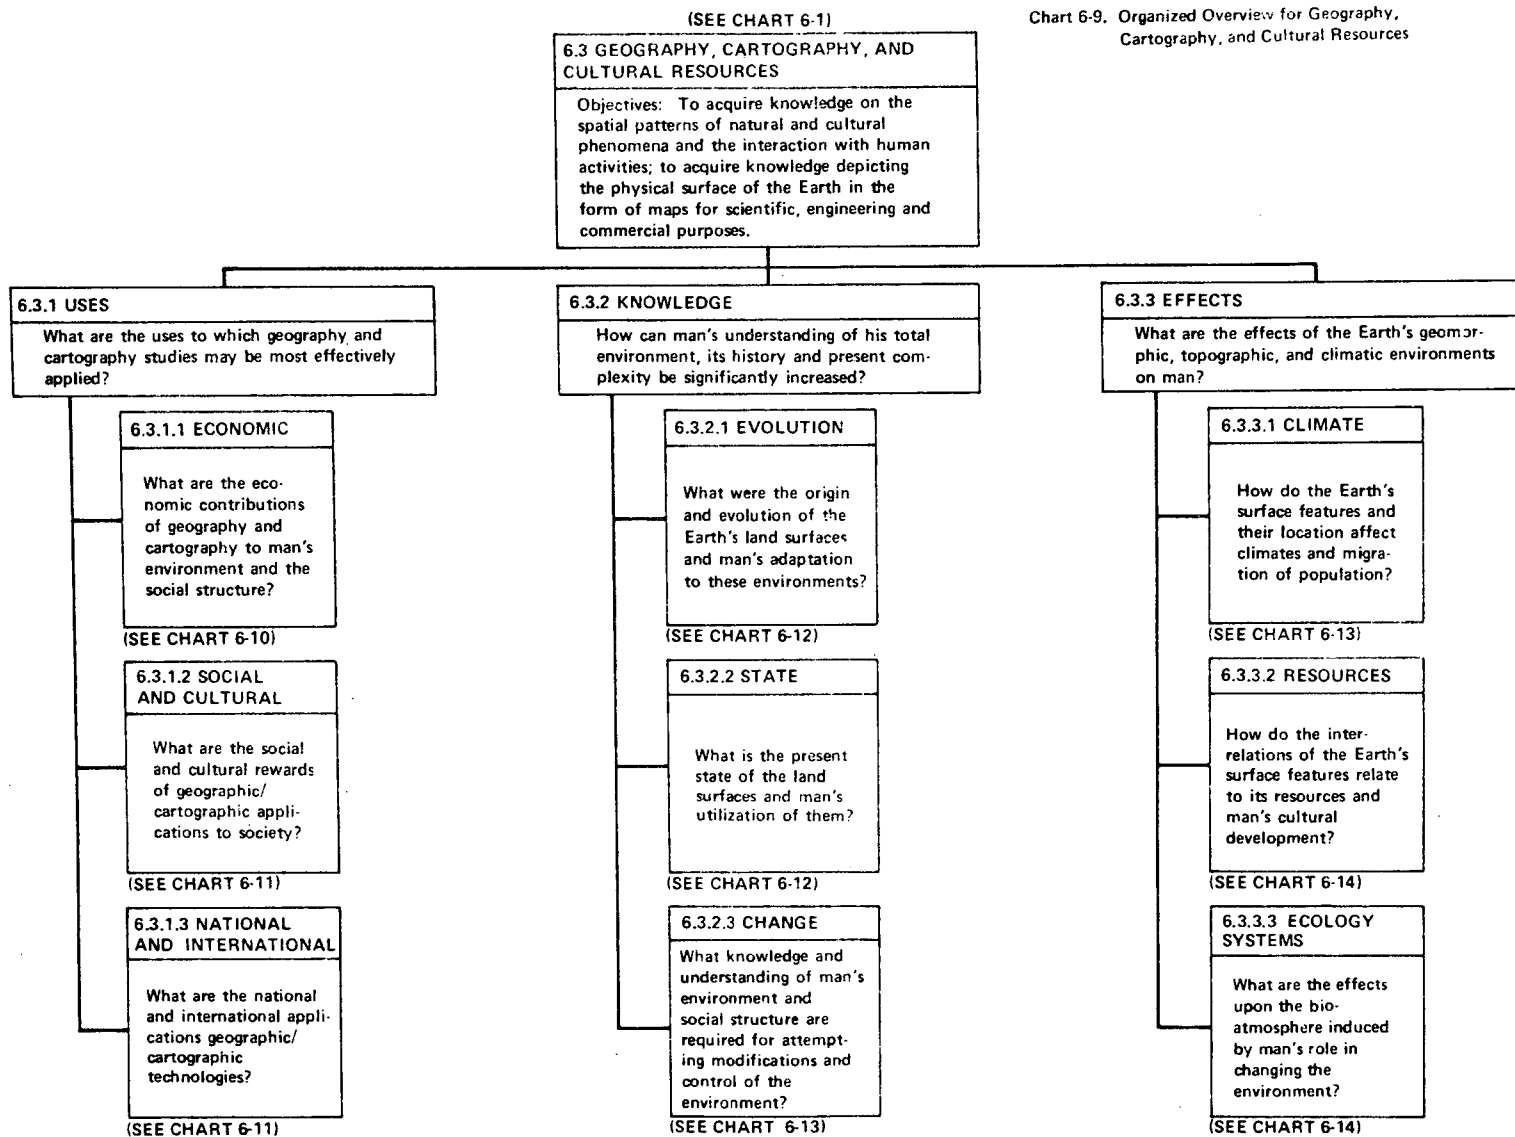 (SEE CHART 6-1)
Chart 6-9. Organized Overview for Geography,
Cartography, and Cultural Resources
6.3 GEOGRAPHY, CARTOGRAPHY, AND
CULTURAL RESOURCES
Objectives: To acquire knowledge on the
spatial patterns of natural and cultural
phenomena and the interaction with human
activities; to acquire knowledge depicting
the physical surface of the Earth in the
form of maps for scientific, engineering and
commercial purposes.
6.3.1 USES
What are the uses to which geography and
cartography studies may be most effectively
applied?
6.3.1.1 ECONOMIC
What are the eco-
nomic contributions
of geography and
cartography to man's
environment and the
social structure?
(SEE CHART 6-10)
6.3.1.2 SOCIAL
AND CULTURAL
What are the social
and cultural rewards
of geographic/
cartographic appli-
cations to society?
(SEE CHART 6-11)
6.3.1.3 NATIONAL
AND INTERNATIONAL
What are the national
and international appli-
cations geographic/
cartographic
technologies?
(SEE CHART 6-11)
6.3.2 KNOWLEDGE
How can man's understanding of his total
environment, its history and present com-
plexity be significantly increased?
6.3.2.1 EVOLUTION
What were the origin
and evolution of the
Earth's land surfaces
and man's adaptation
to these environments?
(SEE CHART 6-12)
6.3.2.2 STATE
What is the present
state of the land
surfaces and man's
utilization of them?
(SEE CHART 6-12)
6.3.2.3 CHANGE
What knowledge and
understanding of man's
environment and
social structure are
required for attempt-
ing modifications and
control of the
environment?
(SEE CHART 6-13)
6.3.3 EFFECTS
What are the effects of the Earth's geomor-
phic, topographic, and climatic environments
on man?
6.3.3.1 CLIMATE
How do the Earth's
surface features and
their location affect
climates and migra-
tion of population?
(SEE CHART 6-13)
6.3.3.2 RESOURCES
How do the inter-
relations of the Earth's
surface features relate
to its resources and
man's cultural
development?
(SEE CHART 6-14)
6.3.3.3 ECOLOGY
SYSTEMS
What are the effects
upon the bio-
atmosphere induced
by man's role in
changing the
environment?
(SEE CHART 6-14)